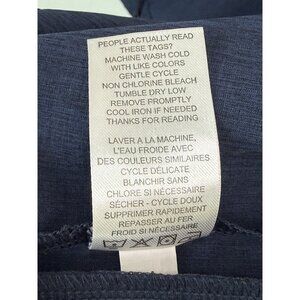 PEOPLE ACTUALLY READ
THESE TAGS?
MACHINE WASH COLD
WITH LIKE COLORS
GENTLE CYCLE
NON CHLORINE BLEACH
TUMBLE DRY LOW
REMOVE PROMPTLY
COOL IRON IF NEEDED
THANKS FOR READING
LAVER A LA MACHINE,
L'EAU FROIDE AVEC
DES COULEURS SIMILAIRES
CYCLE DÉLICATE
BLANCHIR SANS
CHLORE SI NÉCESSAIRE
SÉCHER - CYCLE DOUX
SUPPRIMER RAPIDEMENT
REPASSER AU FER
FROID SI NÉCESSAIRE